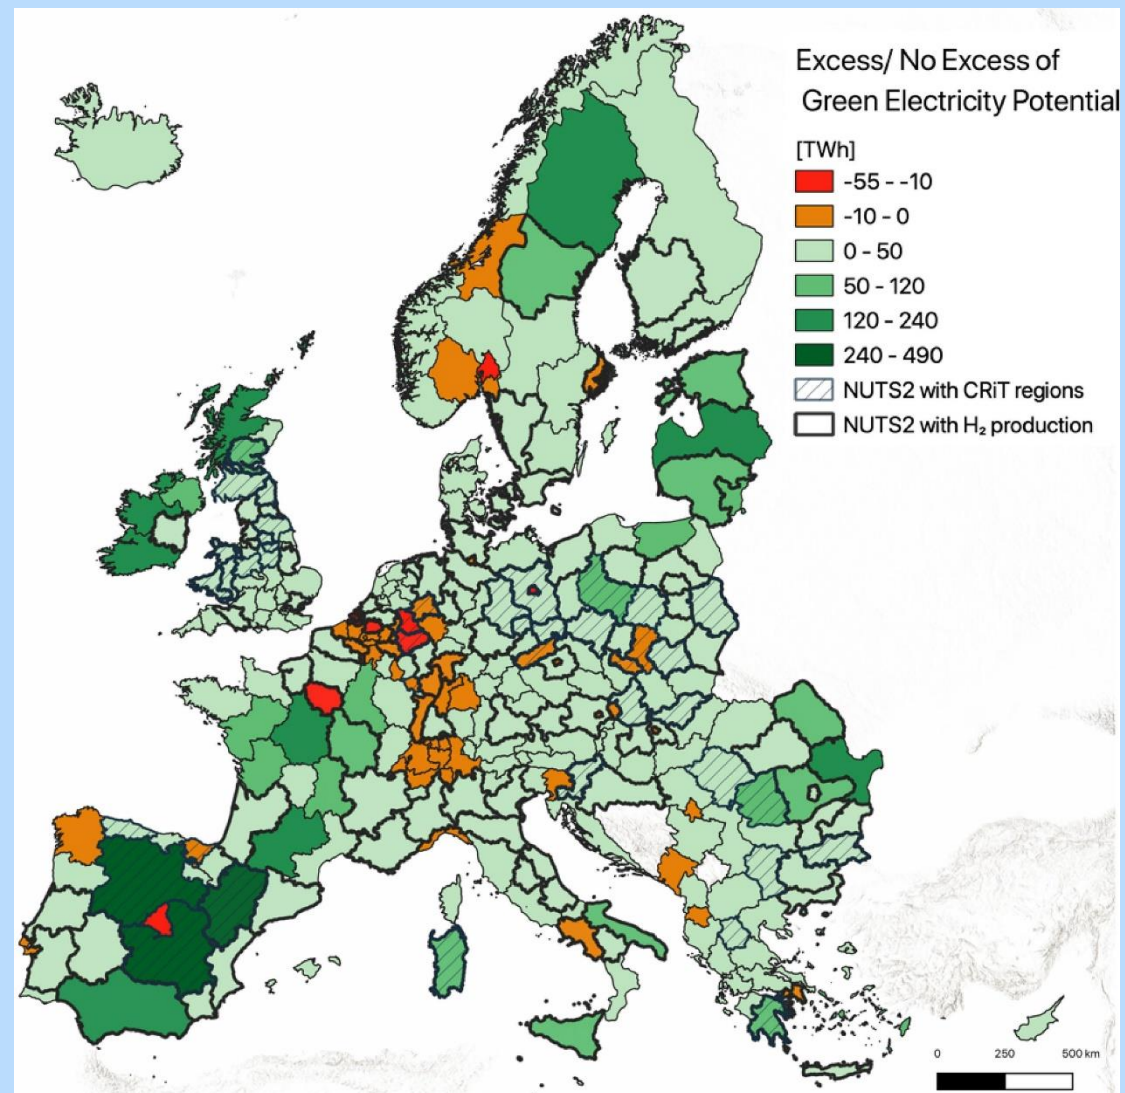 Excess/ No Excess of
Green Electricity Potential
[TWh]
-55 - -10
-10 - 0
0 - 50
50 - 120
120 - 240
240 - 490
NUTS2 with CRiT regions
NUTS2 with H₂ production
0 250 500 km